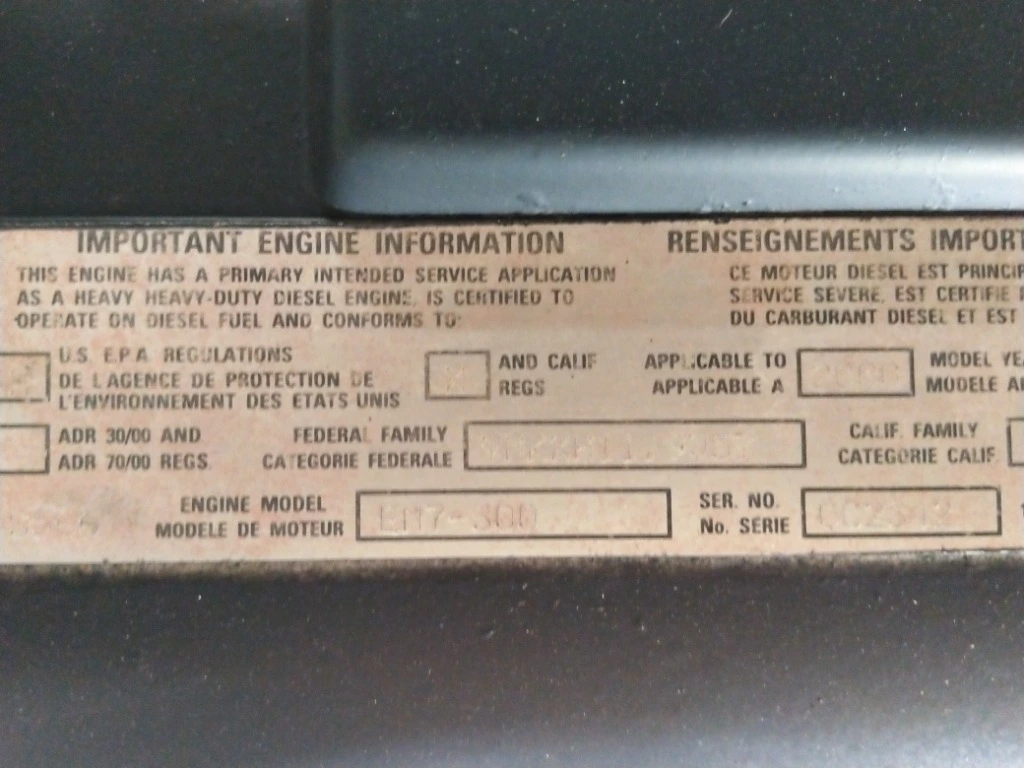 IMPORTANT ENGINE INFORMATION
THIS ENGINE HAS A PRIMARY INTENDED SERVICE APPLICATION
AS A HEAVY HEAVY-DUTY DIESEL ENGINE, IS CERTIFIED TO
OPERATE ON DIESEL FUEL AND CONFORMS TO:
RENSEIGNEMENTS IMPORT
CE MOTEUR DIESEL EST PRINCIP
SERVICE SEVERE, EST CERTIFIE
DU CARBURANT DIESEL ET EST
U.S. E.P.A. REGULATIONS
DE L'AGENCE DE PROTECTION DE
L'ENVIRONNEMENT DES ETATS UNIS
AND CALIF
REGS
APPLICABLE TO
APPLICABLE A
MODEL YE
MODELE A
ADR 30/00 AND
ADR 70/00 REGS.
FEDERAL FAMILY
CATEGORIE FEDERALE
CALIF. FAMILY
CATEGORIE CALIF.
ENGINE MODEL
MODELE DE MOTEUR
EM7-300
SER. NO.
No. SERIE